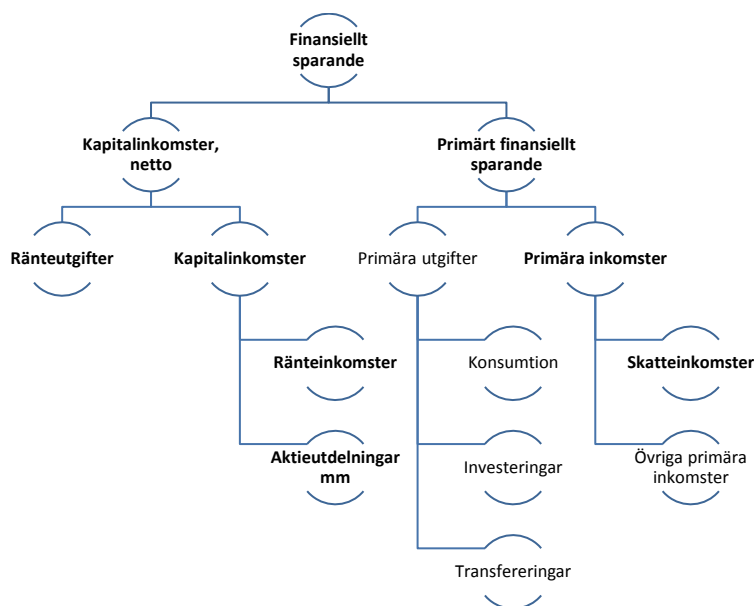 Finansiellt
sparande
Kapitalinkomster,
netto
Primärt finansiellt
sparande
Ränteutgifter
Kapitalinkomster
Primära utgifter
Primära inkomster
Ränteinkomster
Konsumtion
Skatteinkomster
Aktieutdelningar
mm
Investeringar
Övriga primära
inkomster
Transfereringar